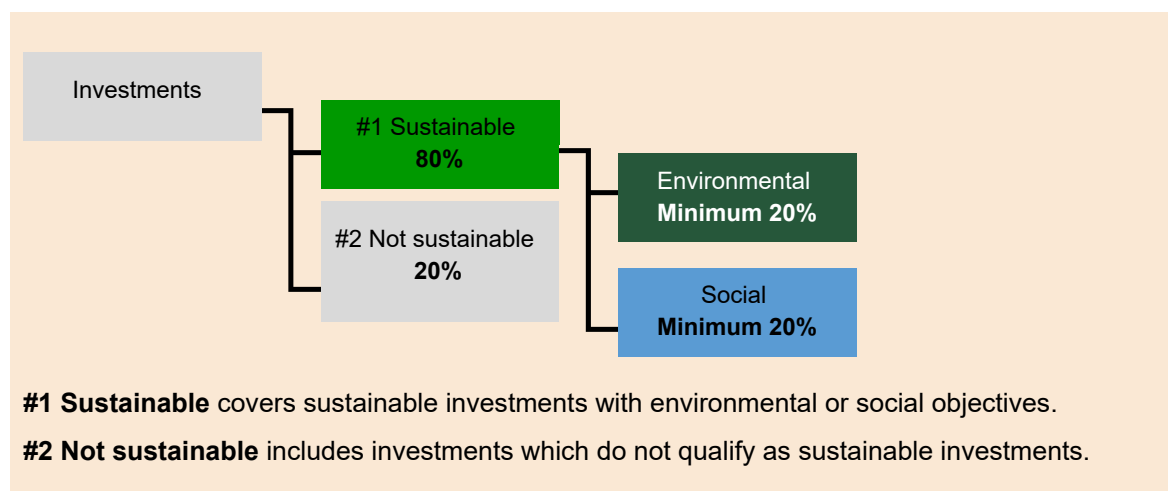 Investments
#1 Sustainable
80%
#2 Not sustainable
20%
Environmental
Minimum 20%
Social
Minimum 20%
#1 Sustainable covers sustainable investments with environmental or social objectives.
#2 Not sustainable includes investments which do not qualify as sustainable investments.